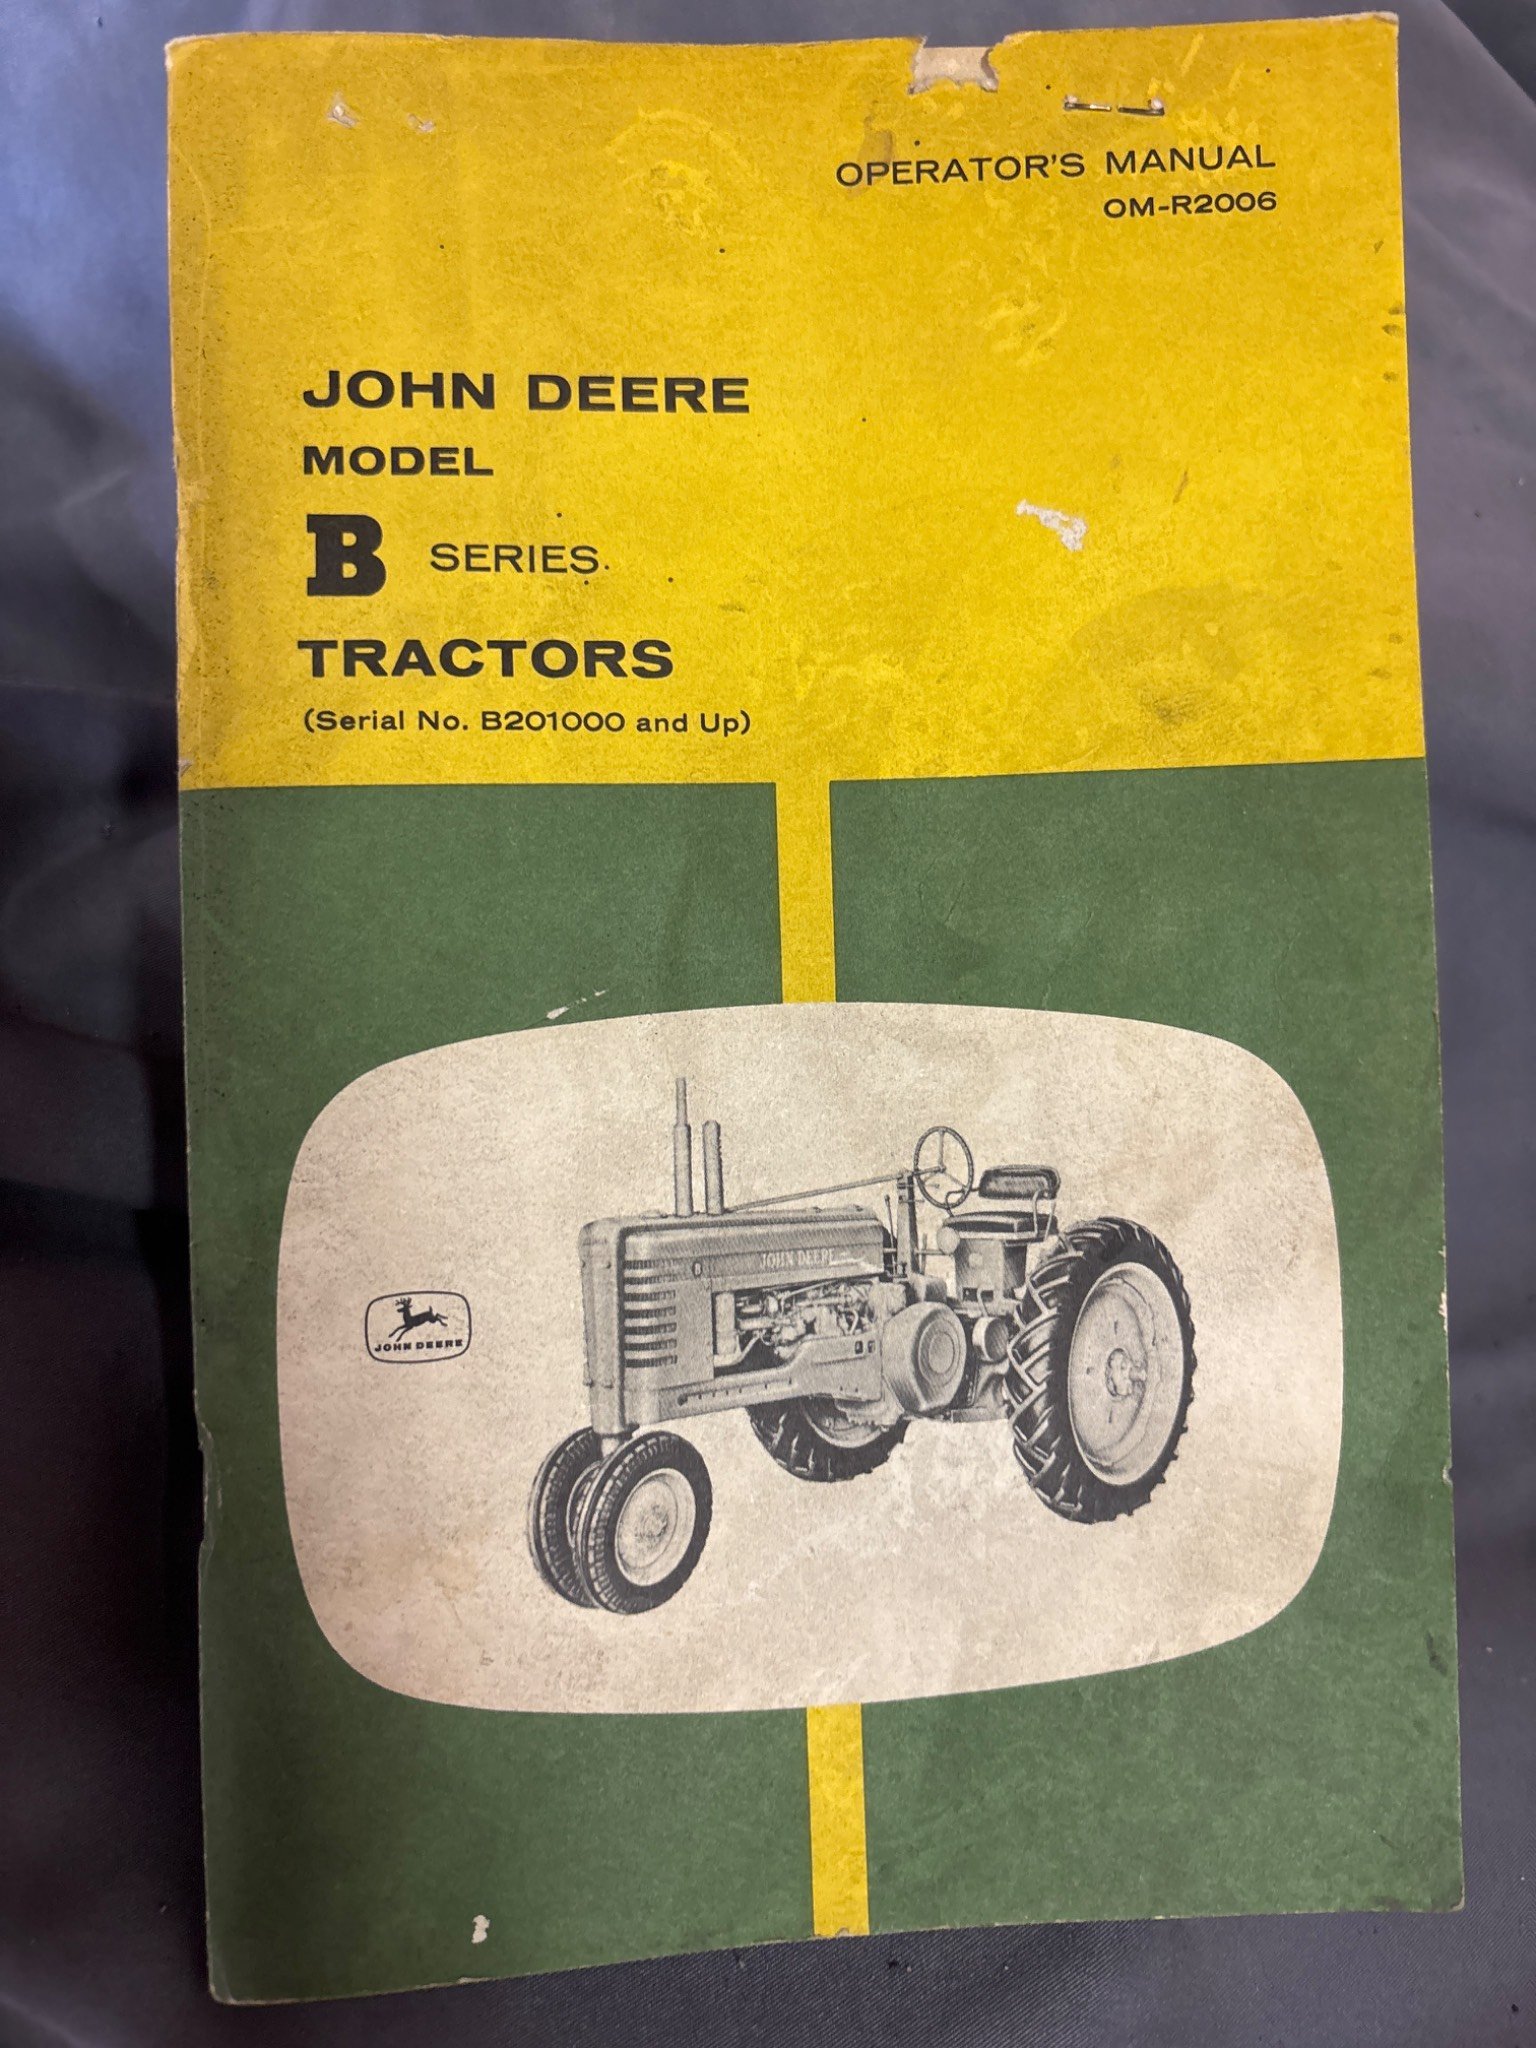 OPERATOR'S MANUAL
OM-R2006
JOHN DEERE
MODEL
B SERIES
TRACTORS
(Serial No. B201000 and Up)
B JOHN DEERE
JOHN DEERE